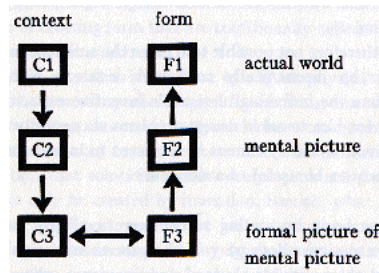 context form
C1 F1 actual world
C2 F2 mental picture
C3 F3 formal picture of
mental picture